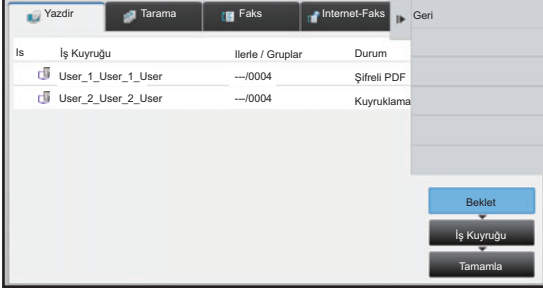 Yazdir Tarama Faks Internet-Faks Geri
Is İş Kuyruğu Ilerle / Gruplar Durum
User_1_User_1_User ---/0004 Şifreli PDF
User_2_User_2_User ---/0004 Kuyruklama
Beklet
İş Kuyruğu
Tamamla